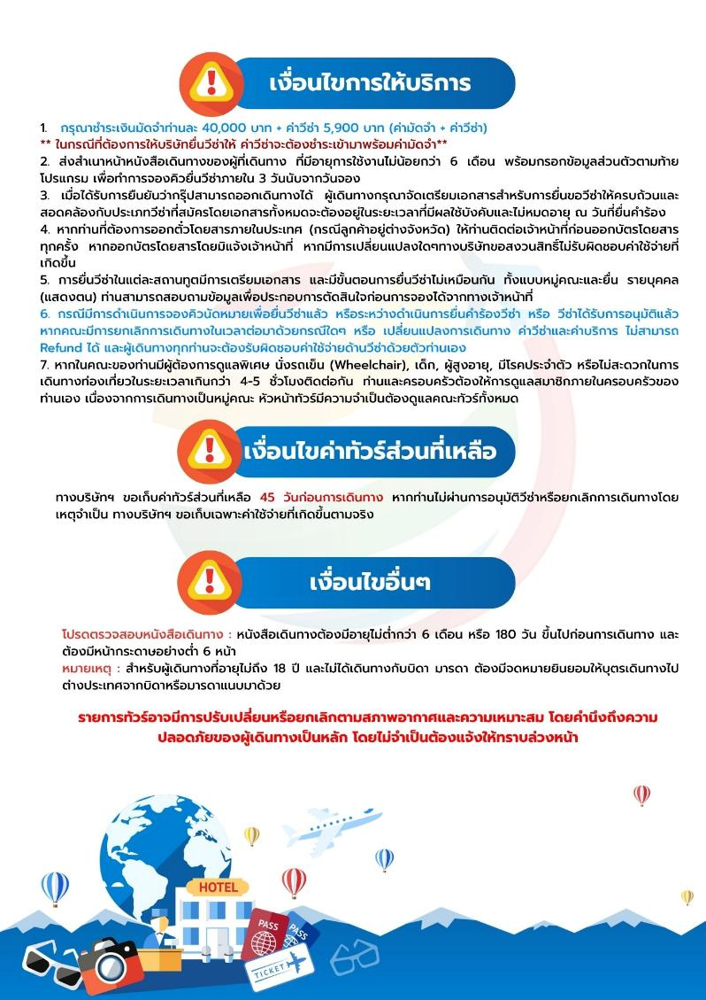 เงื่อนไขการให้บริการ
1. กรุณาชำระเงินมัดจำท่านละ 40,000 บาท + ค่าวีซ่า 5,900 บาท (ค่ามัดจำ + ค่าวีซ่า)
** ในกรณีที่ต้องการให้บริษัทยื่นวีซ่าให้ ค่าวีซ่าจะต้องชำระเข้ามาพร้อมค่ามัดจำ**
2. ส่งสำเนาหน้าหนังสือเดินทางของผู้ที่เดินทาง ที่มีอายุการใช้งานไม่น้อยกว่า 6 เดือน พร้อมกรอกข้อมูลส่วนตัวตามท้าย
โปรแกรม เพื่อทำการจองคิวยื่นวีซ่าภายใน 3 วันนับจากวันจอง
3. เมื่อได้รับการยืนยันว่ากรุ๊ปสามารถออกเดินทางได้ ผู้เดินทางกรุณาจัดเตรียมเอกสารสำหรับการยื่นขอวีซ่าให้ครบถ้วนและ
สอดคล้องกับประเภทวีซ่าที่สมัครโดยเอกสารทั้งหมดจะต้องอยู่ในระยะเวลาที่มีผลใช้บังคับและไม่หมดอายุ ณ วันที่ยื่นคำร้อง
4. หากท่านที่ต้องการออกตั๋วโดยสารภายในประเทศ (กรณีลูกค้าอยู่ต่างจังหวัด) ให้ท่านติดต่อเจ้าหน้าที่ก่อนออกบัตรโดยสาร
ทุกครั้ง หากออกบัตรโดยสารโดยมิแจ้งเจ้าหน้าที่ หากมีการเปลี่ยนแปลงใดๆทางบริษัทขอสงวนสิทธิ์ไม่รับผิดชอบค่าใช้จ่ายที่
เกิดขึ้น
5. การยื่นวีซ่าในแต่ละสถานทูตมีการเตรียมเอกสาร และมีขั้นตอนการยื่นวีซ่าไม่เหมือนกัน ทั้งแบบหมู่คณะและยื่น รายบุคคล
(แสดงตน) ท่านสามารถสอบถามข้อมูลเพื่อประกอบการตัดสินใจก่อนการจองได้จากทางเจ้าหน้าที่
6. กรณีมีการดำเนินการจองคิวนัดหมายเพื่อยื่นวีซ่าแล้ว หรือระหว่างดำเนินการยื่นคำร้องวีซ่า หรือ วีซ่าได้รับการอนุมัติแล้ว
หากคณะมีการยกเลิกการเดินทางในเวลาต่อมาด้วยกรณีใดๆ หรือ เปลี่ยนแปลงการเดินทาง ค่าวีซ่าและค่าบริการ ไม่สามารถ
Refund ได้ และผู้เดินทางทุกท่านจะต้องรับผิดชอบค่าใช้จ่ายด้านวีซ่าด้วยตัวท่านเอง
7. หากในคณะของท่านมีผู้ต้องการดูแลพิเศษ นั่งรถเข็น (Wheelchair), เด็ก, ผู้สูงอายุ, มีโรคประจำตัว หรือไม่สะดวกในการ
เดินทางท่องเที่ยวในระยะเวลาเกินกว่า 4-5 ชั่วโมงติดต่อกัน ท่านและครอบครัวต้องให้การดูแลสมาชิกภายในครอบครัวของ
ท่านเอง เนื่องจากการเดินทางเป็นหมู่คณะ หัวหน้าทัวร์มีความจำเป็นต้องดูแลคณะทัวร์ทั้งหมด
เงื่อนไขค่าทัวร์ส่วนที่เหลือ
ทางบริษัทฯ ขอเก็บค่าทัวร์ส่วนที่เหลือ 45 วันก่อนการเดินทาง หากท่านไม่ผ่านการอนุมัติวีซ่าหรือยกเลิกการเดินทางโดย
เหตุจำเป็น ทางบริษัทฯ ขอเก็บเฉพาะค่าใช้จ่ายที่เกิดขึ้นตามจริง
เงื่อนไขอื่นๆ
โปรดตรวจสอบหนังสือเดินทาง : หนังสือเดินทางต้องมีอายุไม่ต่ำกว่า 6 เดือน หรือ 180 วัน ขึ้นไปก่อนการเดินทาง และ
ต้องมีหน้ากระดาษอย่างต่ำ 6 หน้า
หมายเหตุ : สำหรับผู้เดินทางที่อายุไม่ถึง 18 ปี และไม่ได้เดินทางกับบิดา มารดา ต้องมีจดหมายยินยอมให้บุตรเดินทางไป
ต่างประเทศจากบิดาหรือมารดาแนบมาด้วย
รายการทัวร์อาจมีการปรับเปลี่ยนหรือยกเลิกตามสภาพอากาศและความเหมาะสม โดยคำนึงถึงความ
ปลอดภัยของผู้เดินทางเป็นหลัก โดยไม่จำเป็นต้องแจ้งให้ทราบล่วงหน้า
HOTEL
PASS
PASS
TICKET